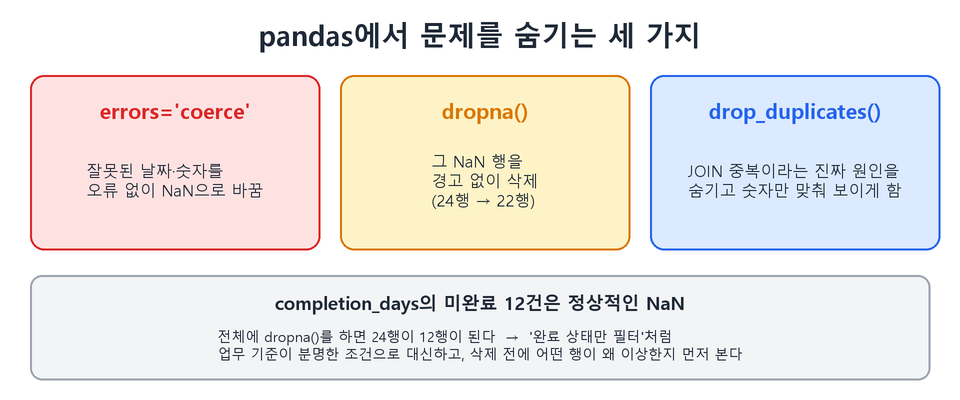 pandas에서 문제를 숨기는 세 가지
errors='coerce'
잘못된 날짜·숫자를
오류 없이 NaN으로 바꿈
dropna()
그 NaN 행을
경고 없이 삭제
(24행 → 22행)
drop_duplicates()
JOIN 중복이라는 진짜 원인을
숨기고 숫자만 맞춰 보이게 함
completion_days의 미완료 12건은 정상적인 NaN
전체에 dropna()를 하면 24행이 12행이 된다 → '완료 상태만 필터'처럼
업무 기준이 분명한 조건으로 대신하고, 삭제 전에 어떤 행이 왜 이상한지 먼저 본다